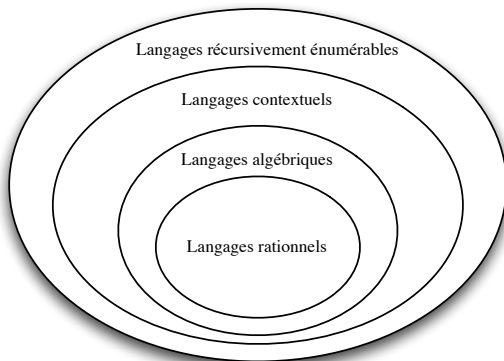 Langages récursivement énumérables
Langages contextuels
Langages algébriques
Langages rationnels